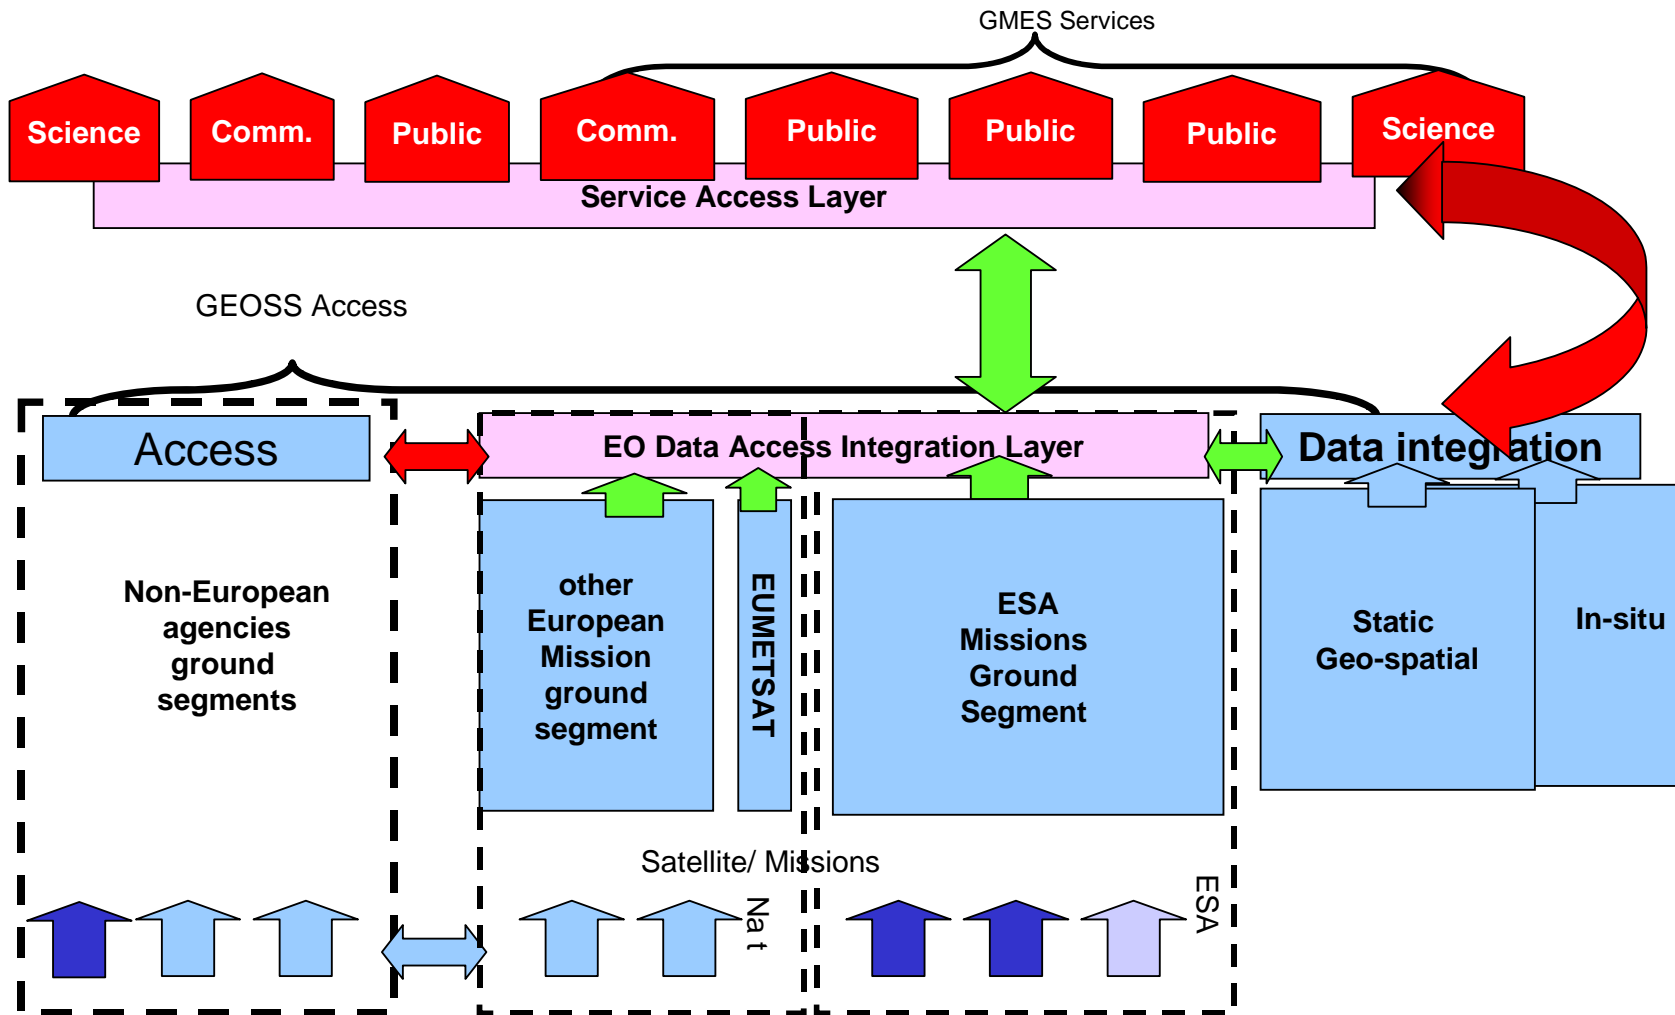 GMES Services
Science
Comm.
Public
Comm.
Public
Public
Public
Science
Service Access Layer
GEOSS Access
Access
EO Data Access Integration Layer
Data integration
Non-European
agencies
ground
segments
other
European
Mission
ground
segment
EUMETSAT
ESA
Missions
Ground
Segment
Static
Geo-spatial
In-situ
Satellite/ Missions
Na t
ESA